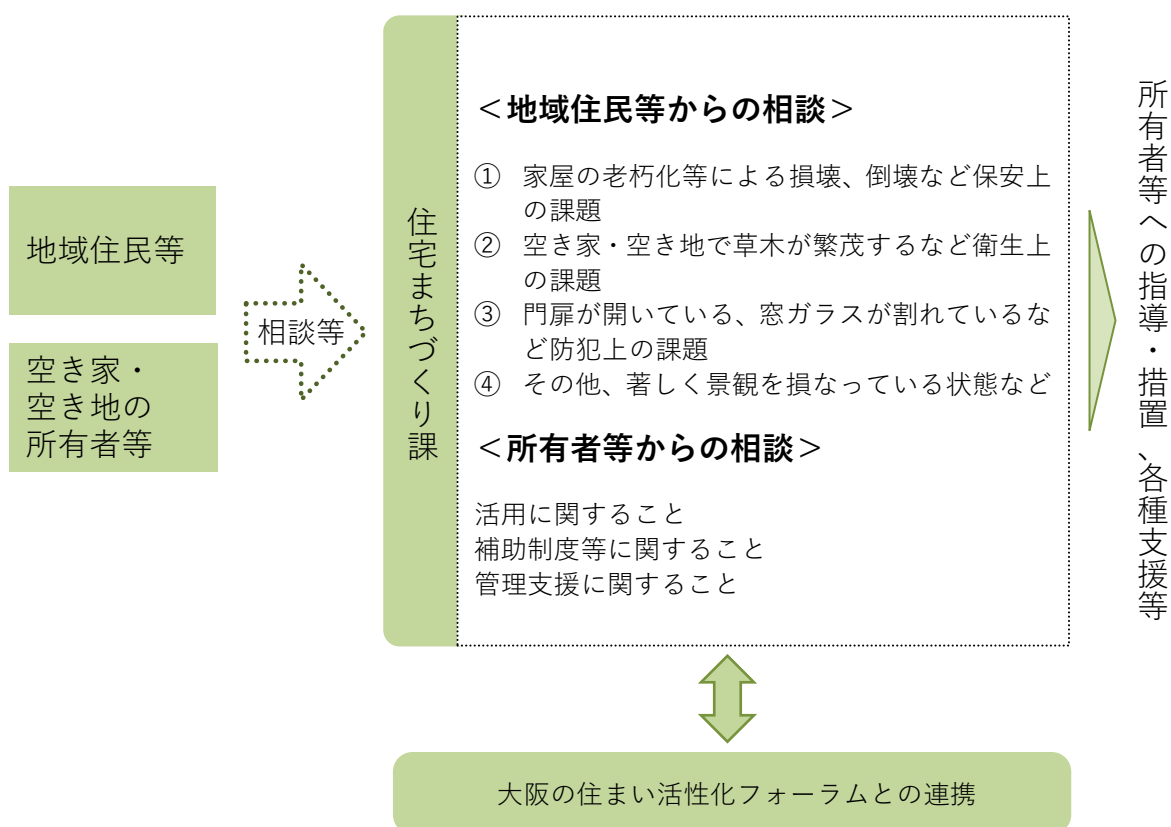 地域住民等
空き家・
空き地の
所有者等
相談等
住宅まちづくり課
＜地域住民等からの相談＞
① 家屋の老朽化等による損壊、倒壊など保安上
の課題
② 空き家・空き地で草木が繁茂するなど衛生上
の課題
③ 門扉が開いている、窓ガラスが割れているな
ど防犯上の課題
④ その他、著しく景観を損なっている状態など
＜所有者等からの相談＞
活用に関すること
補助制度等に関すること
管理支援に関すること
所有者等への指導・措置、各種支援等
大阪の住まい活性化フォーラムとの連携